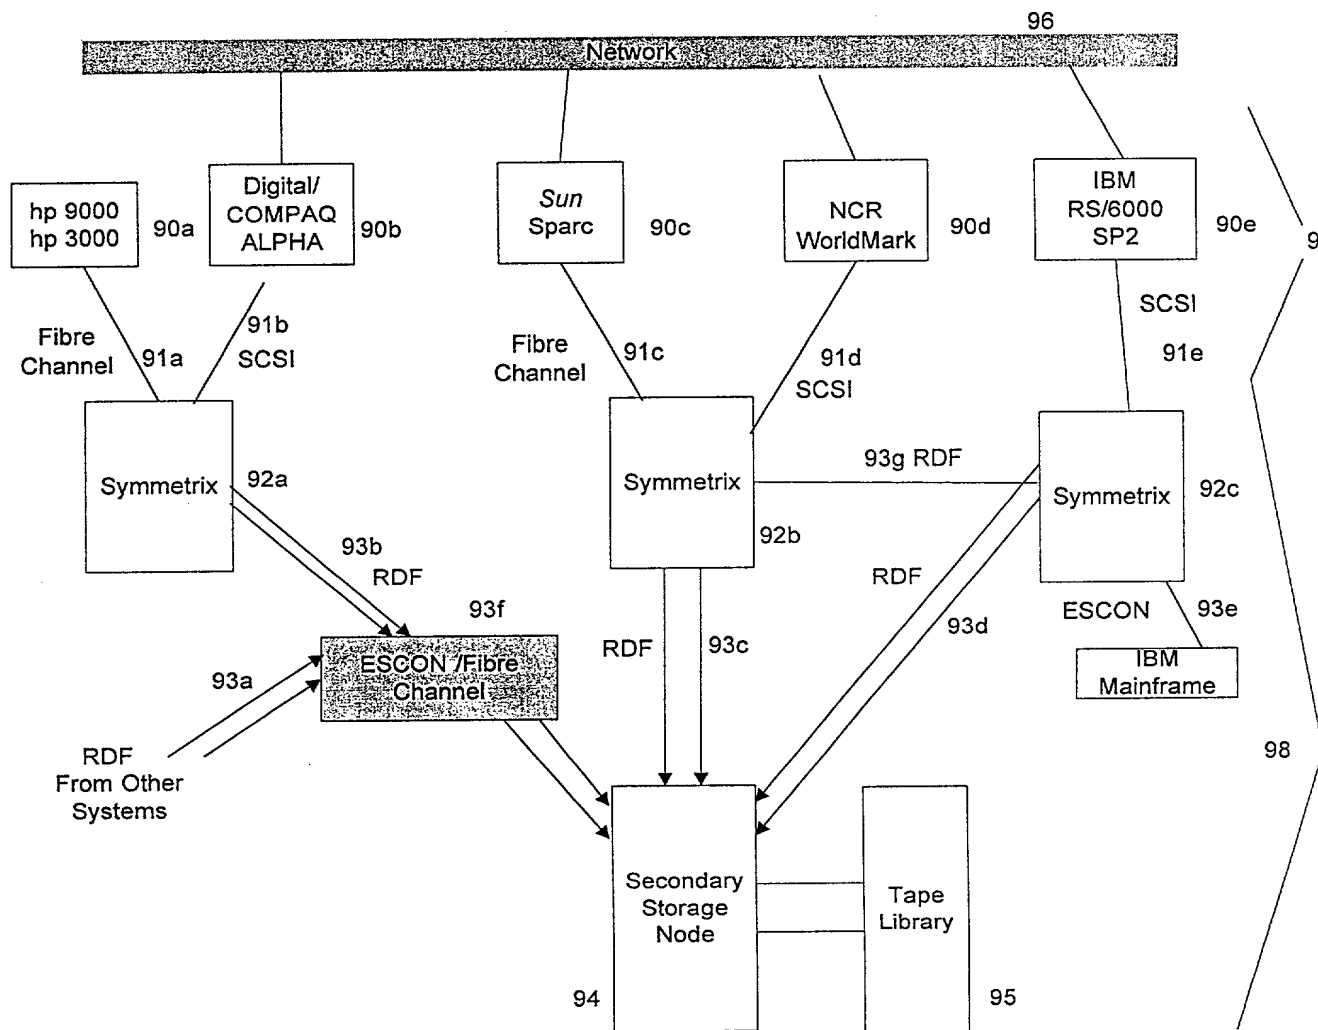 96
Network
hp 9000
hp 3000
90a
Digital/
COMPAQ
ALPHA
90b
Sun
Sparc
90c
NCR
WorldMark
90d
IBM
RS/6000
SP2
90e
9
Fibre
Channel
91a
91b
SCSI
Fibre
Channel
91c
91d
SCSI
SCSI
91e
Symmetrix
92a
Symmetrix
92b
93g RDF
Symmetrix
92c
93b
RDF
93f
ESCON /Fibre
Channel
93a
RDF
From Other
Systems
RDF
93c
RDF
93d
ESCON
93e
IBM
Mainframe
98
Secondary
Storage
Node
94
Tape
Library
95